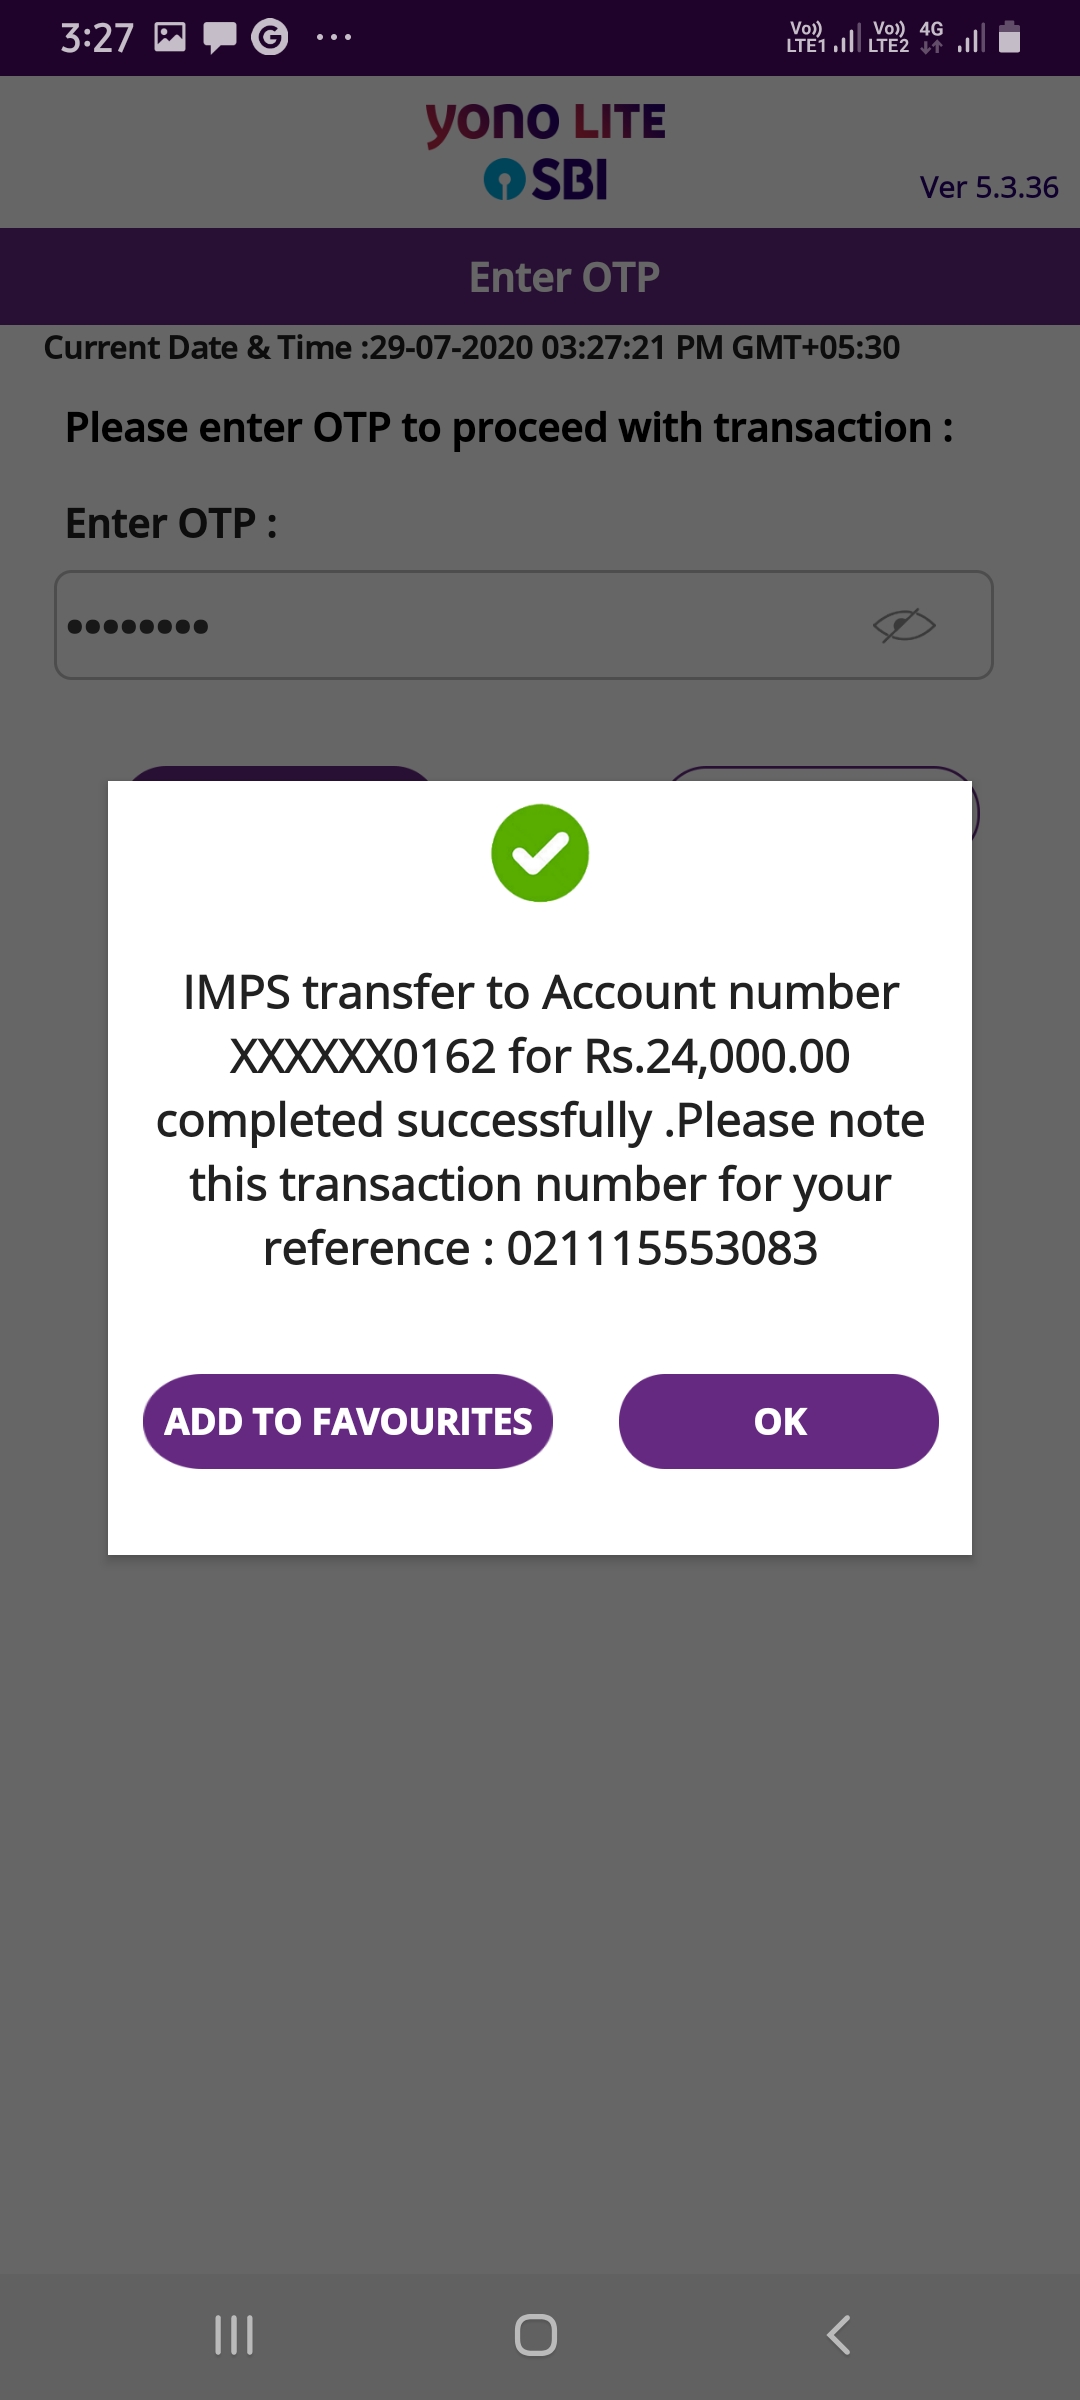 3:27
Vo)) LTE1 Vo)) LTE2 4G
yono LITE
SBI
Ver 5.3.36
Enter OTP
Current Date & Time :29-07-2020 03:27:21 PM GMT+05:30
Please enter OTP to proceed with transaction :
Enter OTP :
IMPS transfer to Account number
XXXXXX0162 for Rs.24,000.00
completed successfully .Please note
this transaction number for your
reference : 021115553083
ADD TO FAVOURITES
OK